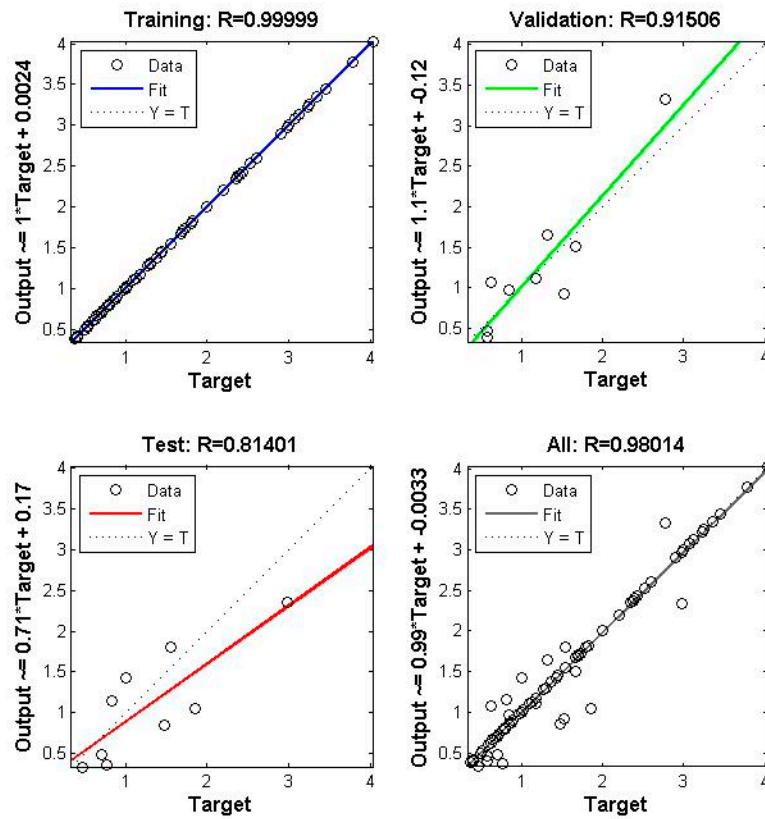 Training: R=0.99999
Output ~= 1*Target + 0.0024
4
3.5
3
2.5
2
1.5
1
0.5
Data
Fit
Y = T
1 2 3 4
Target
Validation: R=0.91506
Output ~= 1.1*Target + -0.12
4
3.5
3
2.5
2
1.5
1
0.5
Data
Fit
Y = T
1 2 3 4
Target
Test: R=0.81401
Output ~= 0.71*Target + 0.17
4
3.5
3
2.5
2
1.5
1
0.5
Data
Fit
Y = T
1 2 3 4
Target
All: R=0.98014
Output ~= 0.99*Target + -0.0033
4
3.5
3
2.5
2
1.5
1
0.5
Data
Fit
Y = T
1 2 3 4
Target